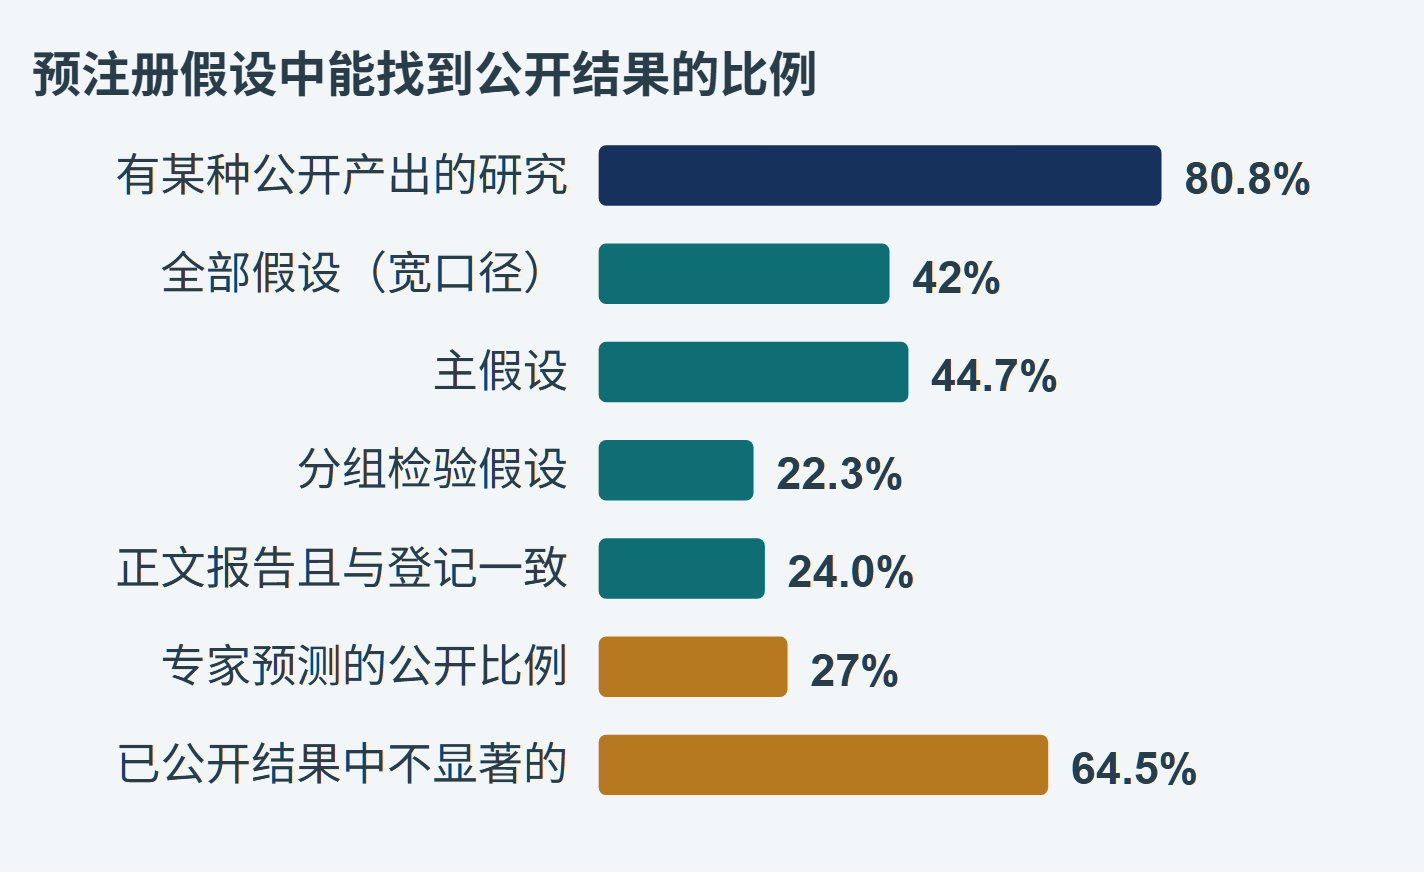 预注册假设中能找到公开结果的比例
有某种公开产出的研究 80.8%
全部假设（宽口径） 42%
主假设 44.7%
分组检验假设 22.3%
正文报告且与登记一致 24.0%
专家预测的公开比例 27%
已公开结果中不显著的 64.5%